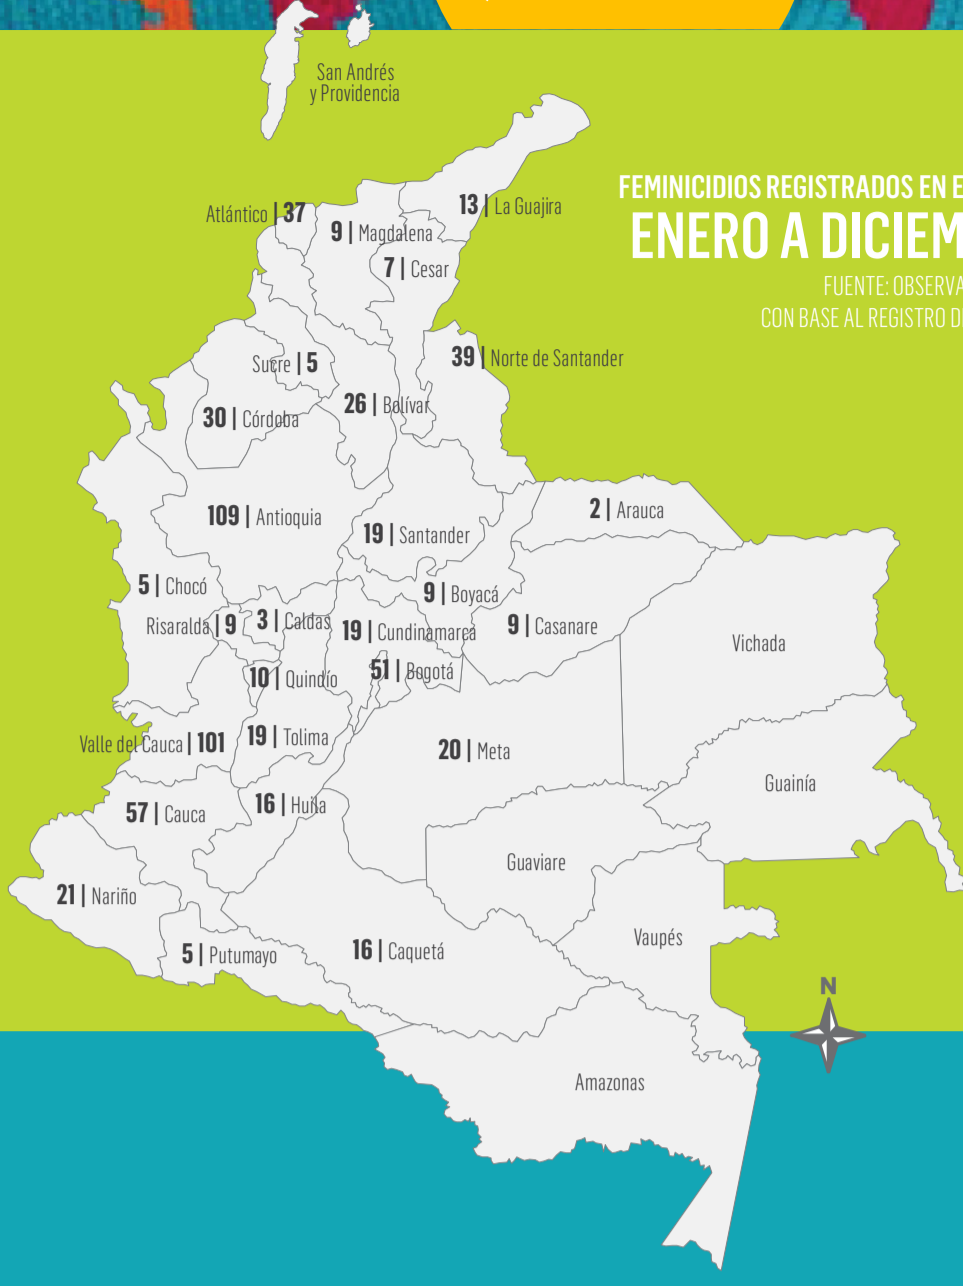 San Andrés
y Providencia
FEMINICIDIOS REGISTRADOS EN E
ENERO A DICIEM
FUENTE: OBSERVA
CON BASE AL REGISTRO D
Atlántico | 37
9 | Magdalena
13 | La Guajira
7 | Cesar
Sucre | 5
39 | Norte de Santander
30 | Córdoba
26 | Bolívar
109 | Antioquia
19 | Santander
2 | Arauca
5 | Chocó
9 | Boyacá
Risaralda | 9
3 | Caldas
19 | Cundinamarca
9 | Casanare
Vichada
10 | Quindío
51 | Bogotá
Valle del Cauca | 101
19 | Tolima
20 | Meta
Guainía
57 | Cauca
16 | Huila
Guaviare
21 | Nariño
5 | Putumayo
16 | Caquetá
Vaupés
N
Amazonas